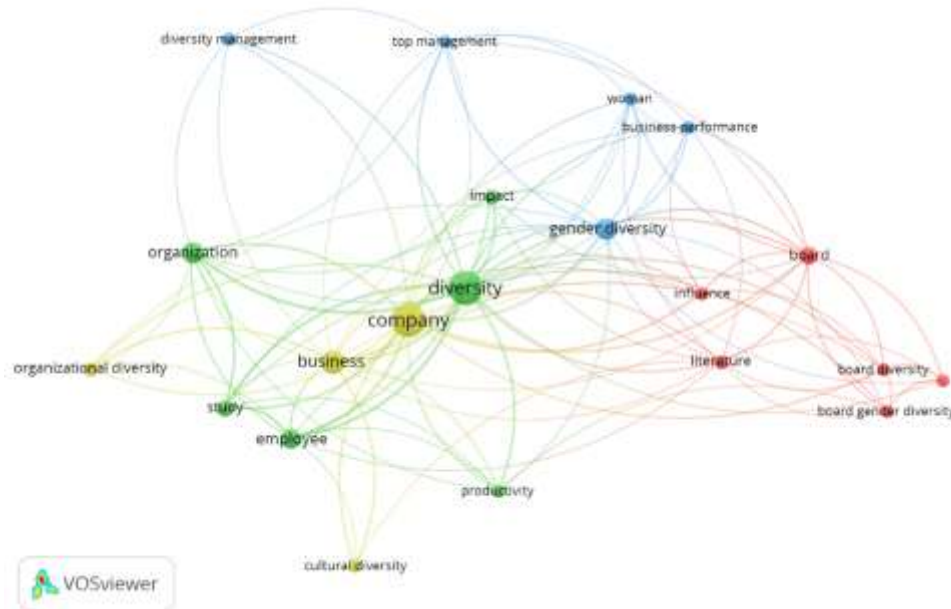 diversity management
top management
woman
business performance
impact
gender diversity
organization
board
diversity
influence
company
business
literature
organizational diversity
board diversity
study
board gender diversity
employee
productivity
cultural diversity
VOSviewer